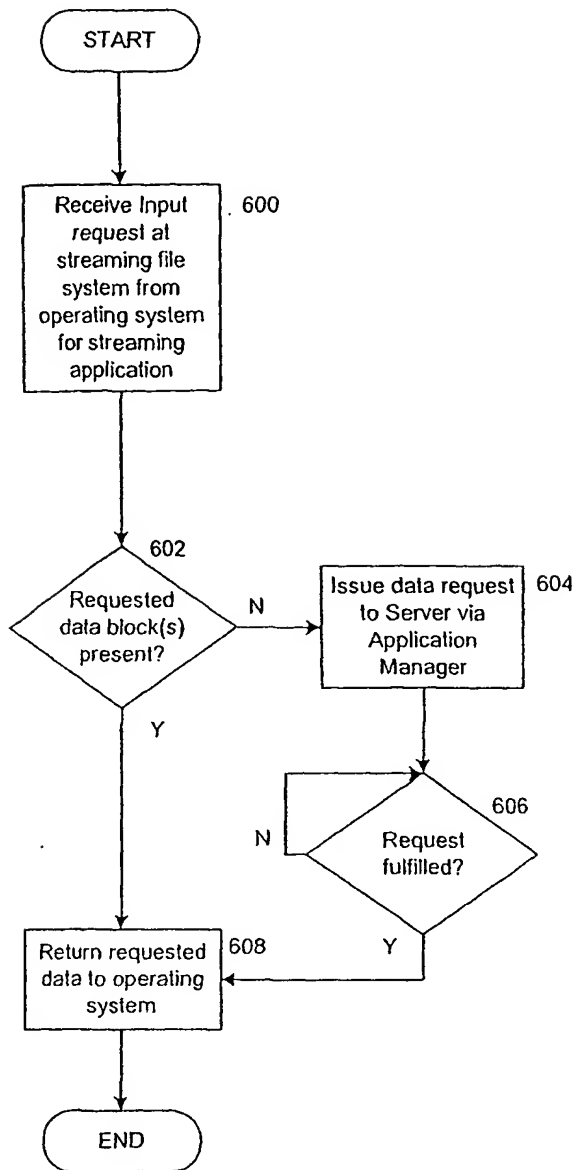 START
Receive Input
request at
streaming file
system from
operating system
for streaming
application
600
602
Requested
data block(s)
present?
N
Y
Issue data request
to Server via
Application
Manager
604
606
Request
fulfilled?
N
Y
Return requested
data to operating
system
608
END